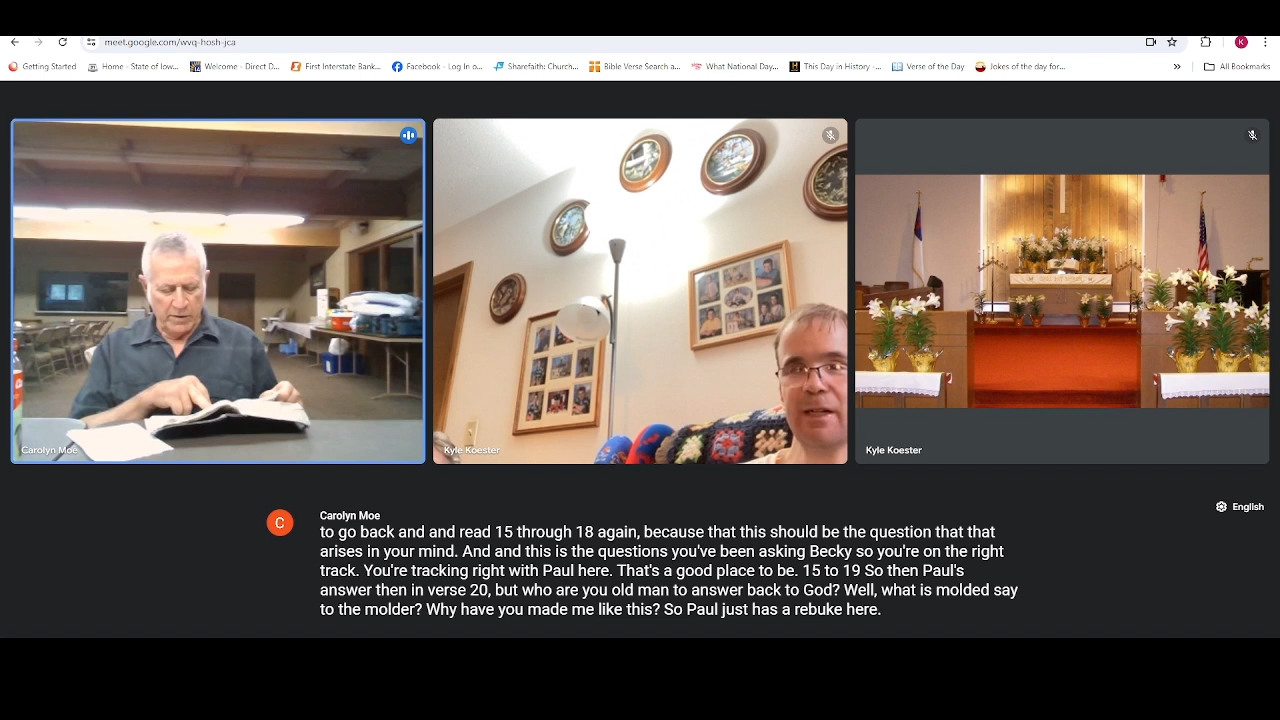 meet.google.com/wvq-hosh-jca
K
Getting Started
Home - State of Iow...
Welcome - Direct D...
First Interstate Bank...
Facebook - Log In o...
Sharefaith: Church...
Bible Verse Search a...
What National Day...
This Day in History -...
Verse of the Day
Jokes of the day for...
»
All Bookmarks
Carolyn Moe
Kyle Koester
Kyle Koester
English
C
Carolyn Moe
to go back and and read 15 through 18 again, because that this should be the question that that
arises in your mind. And and this is the questions you've been asking Becky so you're on the right
track. You're tracking right with Paul here. That's a good place to be. 15 to 19 So then Paul's
answer then in verse 20, but who are you old man to answer back to God? Well, what is molded say
to the molder? Why have you made me like this? So Paul just has a rebuke here.